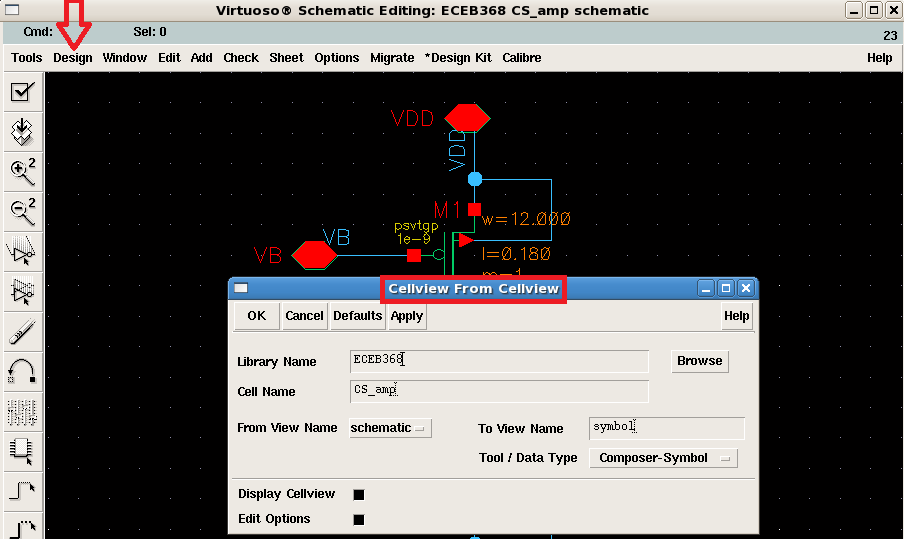 Virtuoso® Schematic Editing: ECEB368 CS_amp schematic
Cmd: Sel: 0
23
Tools Design Window Edit Add Check Sheet Options Migrate *Design Kit Calibre Help
2
2
VDD
VDD
M1
w=12.000
psvtgp
1e-9
VB
VB
l=0.180
m=1
Cellview From Cellview
OK Cancel Defaults Apply Help
Library Name ECEB368 Browse
Cell Name CS_amp
From View Name schematic To View Name symbol
Tool / Data Type Composer-Symbol
Display Cellview
Edit Options